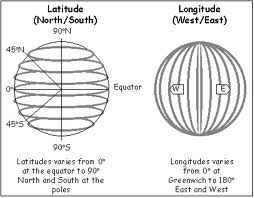 Latitude
(North/South)
90°N
45°N
0°
Equator
45°S
90°S
Latitudes varies from 0°
at the equator to 90°
North and South at the
poles
Longitude
(West/East)
W
E
Longitudes varies
from 0° at
Greenwich to 180°
East and West